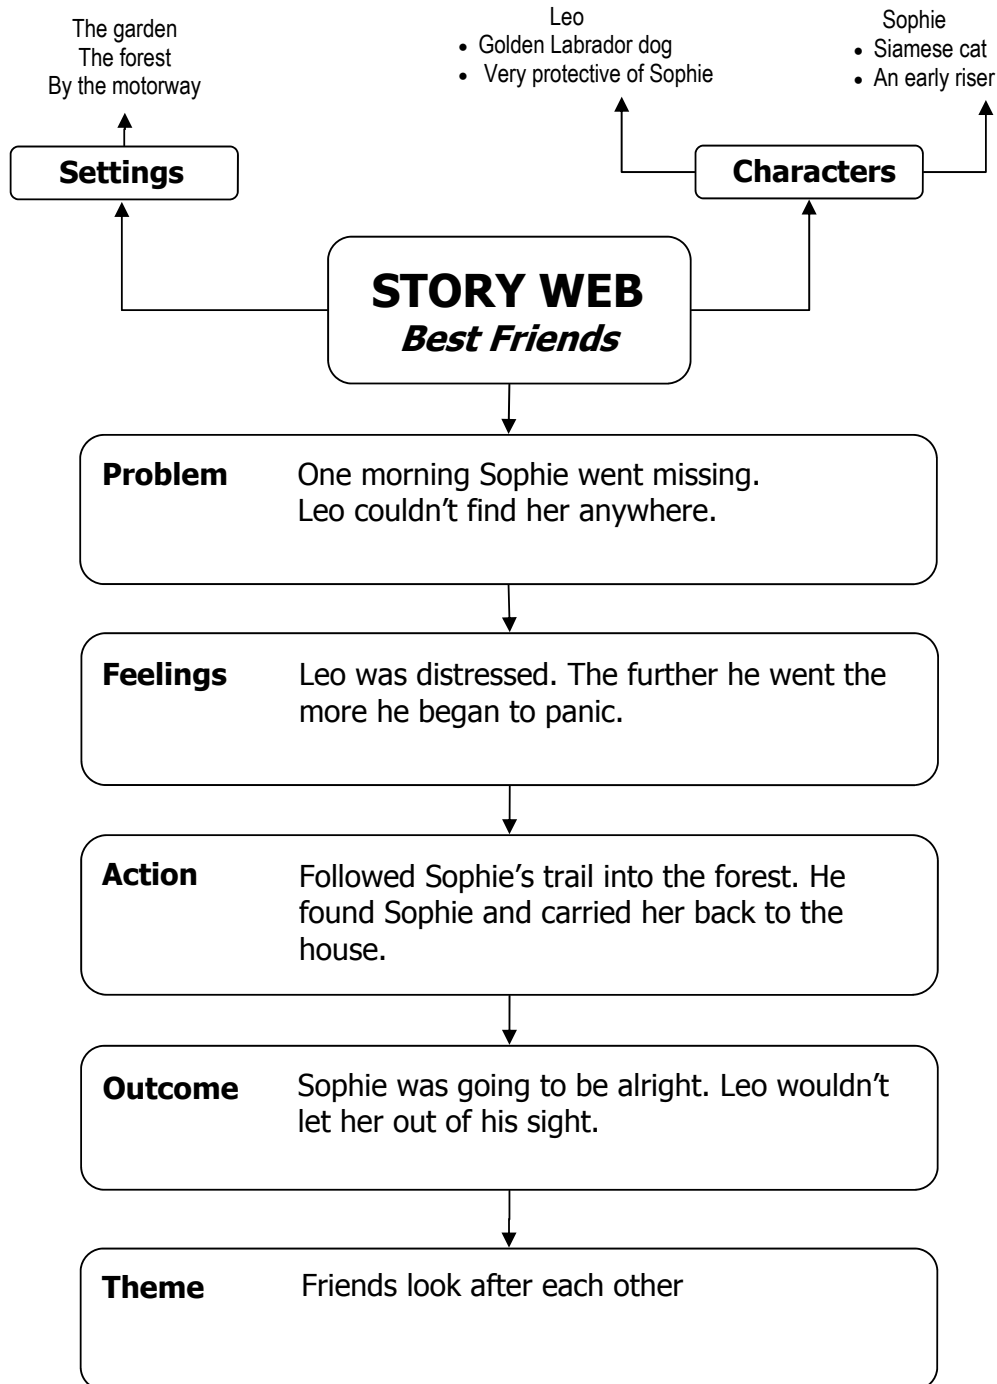 The garden
The forest
By the motorway
Leo
• Golden Labrador dog
• Very protective of Sophie
Sophie
• Siamese cat
• An early riser
Settings
Characters
STORY WEB
Best Friends
Problem
One morning Sophie went missing.
Leo couldn’t find her anywhere.
Feelings
Leo was distressed. The further he went the
more he began to panic.
Action
Followed Sophie’s trail into the forest. He
found Sophie and carried her back to the
house.
Outcome
Sophie was going to be alright. Leo wouldn’t
let her out of his sight.
Theme
Friends look after each other